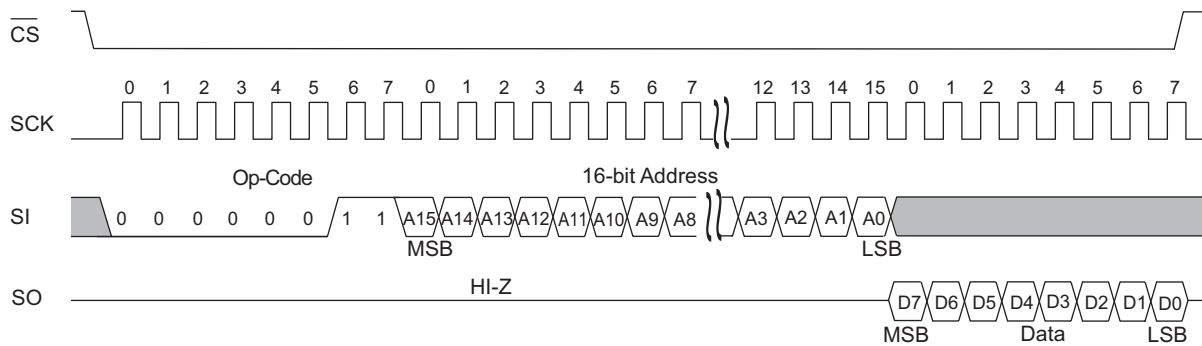 CS
0 1 2 3 4 5 6 7 0 1 2 3 4 5 6 7 12 13 14 15 0 1 2 3 4 5 6 7
SCK
Op-Code 16-bit Address
SI 0 0 0 0 0 0 1 1 A15 A14 A13 A12 A11 A10 A9 A8 A3 A2 A1 A0
MSB LSB
HI-Z
SO D7 D6 D5 D4 D3 D2 D1 D0
MSB Data LSB